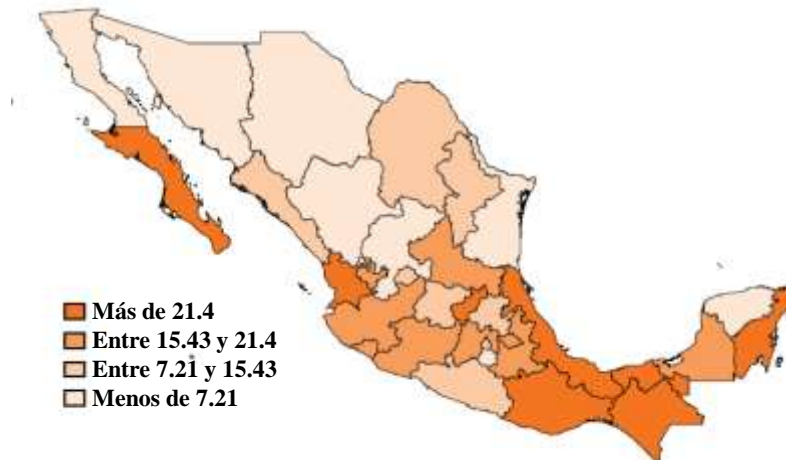 Más de 21.4
Entre 15.43 y 21.4
Entre 7.21 y 15.43
Menos de 7.21